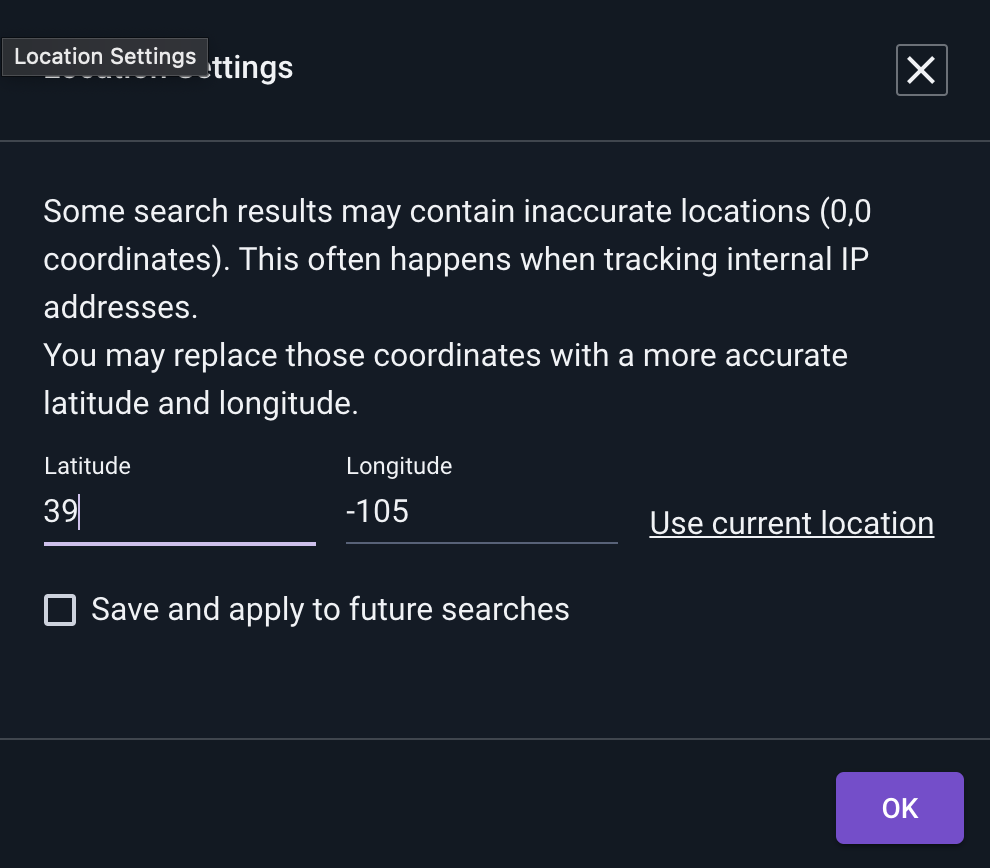 Location Settings
ettings
Some search results may contain inaccurate locations (0,0
coordinates). This often happens when tracking internal IP
addresses.
You may replace those coordinates with a more accurate
latitude and longitude.
Latitude
Longitude
39
-105
Use current location
Save and apply to future searches
OK